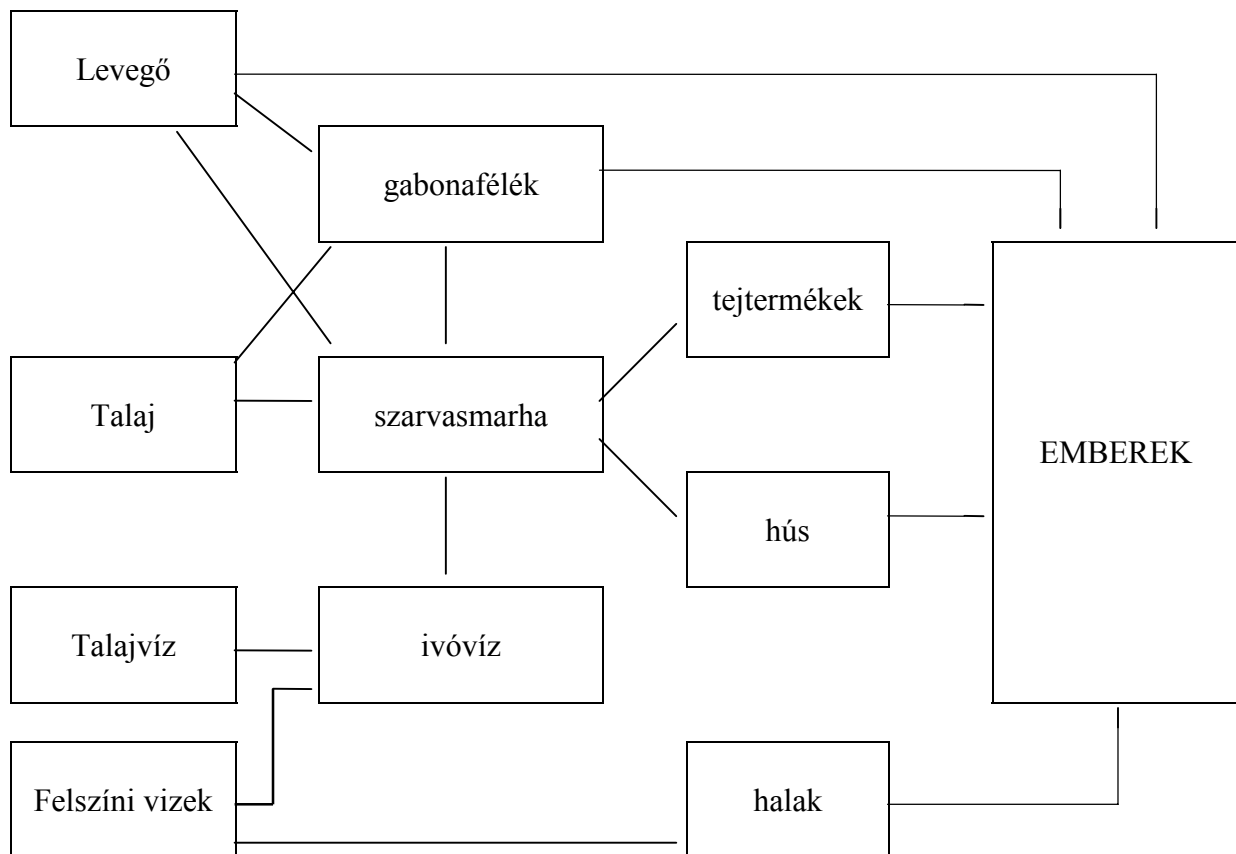 Levegő
gabonafélék
tejtermékek
Talaj
szarvasmarha
EMBEREK
hús
Talajvíz
ivóvíz
Felszíni vizek
halak